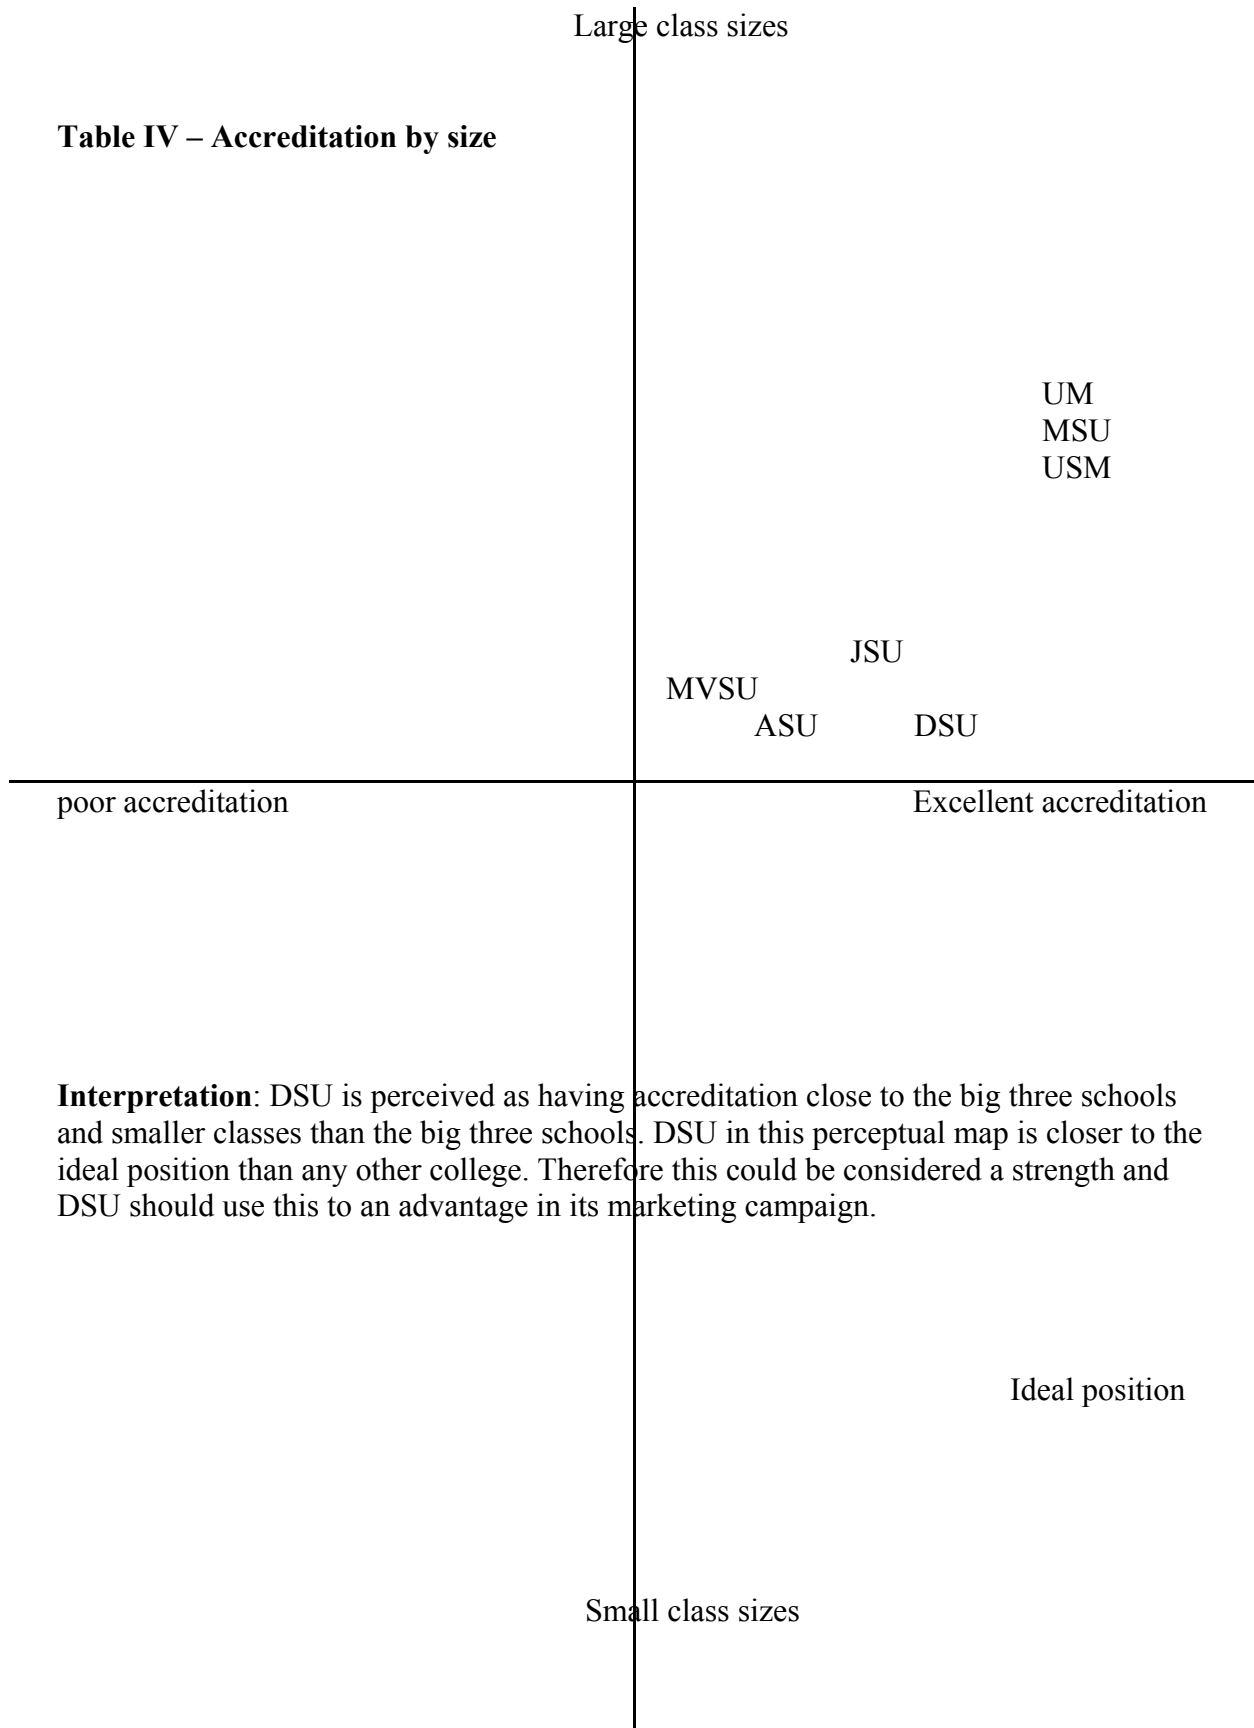 Large class sizes
Table IV – Accreditation by size
UM
MSU
USM
JSU
MVSU
ASU DSU
poor accreditation Excellent accreditation
Interpretation: DSU is perceived as having accreditation close to the big three schools
and smaller classes than the big three schools. DSU in this perceptual map is closer to the
ideal position than any other college. Therefore this could be considered a strength and
DSU should use this to an advantage in its marketing campaign.
Ideal position
Small class sizes